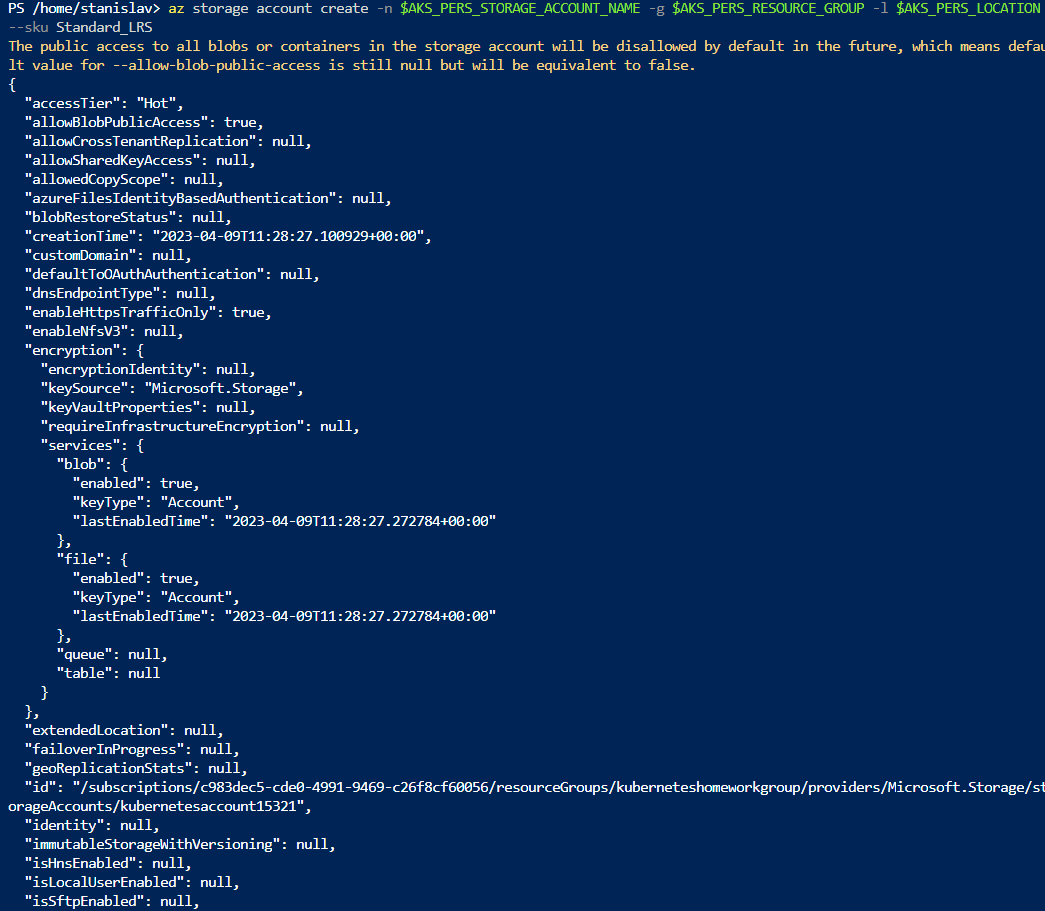 PS /home/stanislav> az storage account create -n $AKS_PERS_STORAGE_ACCOUNT_NAME -g $AKS_PERS_RESOURCE_GROUP -l $AKS_PERS_LOCATION
--sku Standard_LRS
The public access to all blobs or containers in the storage account will be disallowed by default in the future, which means defau
lt value for --allow-blob-public-access is still null but will be equivalent to false.
{
  "accessTier": "Hot",
  "allowBlobPublicAccess": true,
  "allowCrossTenantReplication": null,
  "allowSharedKeyAccess": null,
  "allowedCopyScope": null,
  "azureFilesIdentityBasedAuthentication": null,
  "blobRestoreStatus": null,
  "creationTime": "2023-04-09T11:28:27.100929+00:00",
  "customDomain": null,
  "defaultToOAuthAuthentication": null,
  "dnsEndpointType": null,
  "enableHttpsTrafficOnly": true,
  "enableNfsV3": null,
  "encryption": {
    "encryptionIdentity": null,
    "keySource": "Microsoft.Storage",
    "keyVaultProperties": null,
    "requireInfrastructureEncryption": null,
    "services": {
      "blob": {
        "enabled": true,
        "keyType": "Account",
        "lastEnabledTime": "2023-04-09T11:28:27.272784+00:00"
      },
      "file": {
        "enabled": true,
        "keyType": "Account",
        "lastEnabledTime": "2023-04-09T11:28:27.272784+00:00"
      },
      "queue": null,
      "table": null
    }
  },
  "extendedLocation": null,
  "failoverInProgress": null,
  "geoReplicationStats": null,
  "id": "/subscriptions/c983dec5-cde0-4991-9469-c26f8cf60056/resourceGroups/kuberneteshomeworkgroup/providers/Microsoft.Storage/st
orageAccounts/kubernetesaccount15321",
  "identity": null,
  "immutableStorageWithVersioning": null,
  "isHnsEnabled": null,
  "isLocalUserEnabled": null,
  "isSftpEnabled": null,